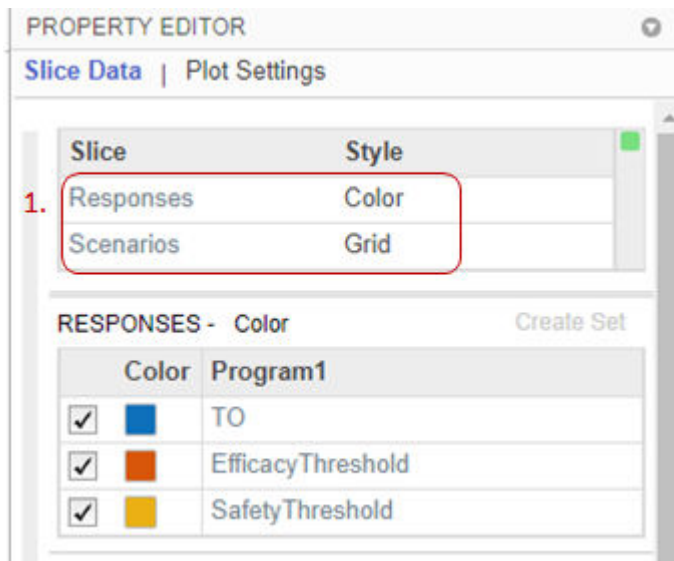 PROPERTY EDITOR
Slice Data | Plot Settings
Slice Style
1. Responses Color
Scenarios Grid
RESPONSES - Color Create Set
Color Program1
TO
EfficacyThreshold
SafetyThreshold